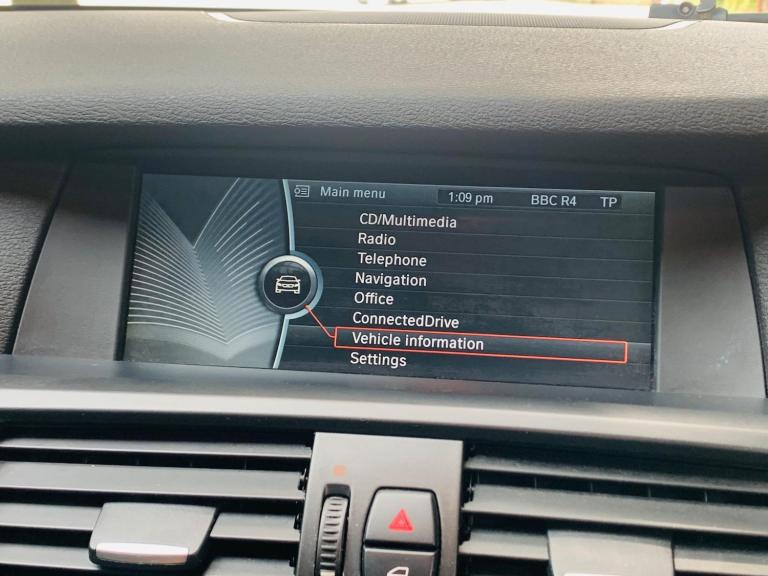 Main menu 1:09 pm BBC R4 TP
CD/Multimedia
Radio
Telephone
Navigation
Office
ConnectedDrive
Vehicle information
Settings